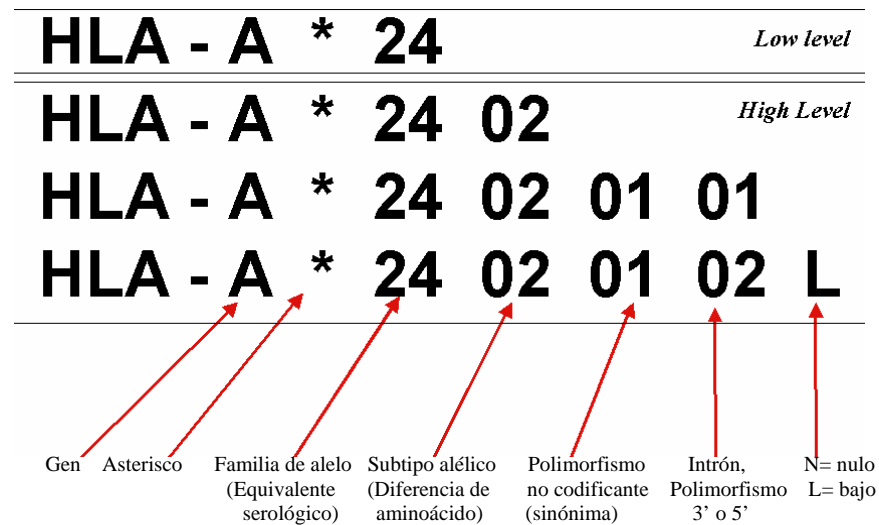 HLA - A * 24 Low level
HLA - A * 24 02 High Level
HLA - A * 24 02 01 01
HLA - A * 24 02 01 02 L
Gen Asterisco Familia de alelo Subtipo alélico Polimorfismo Intrón, N= nulo
(Equivalente (Diferencia de no codificante Polimorfismo L= bajo
serológico) aminoácido) (sinónima) 3’ o 5’